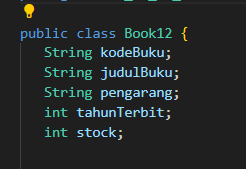 public class Book12 {
String kodeBuku;
String judulBuku;
String pengarang;
int tahunTerbit;
int stock;